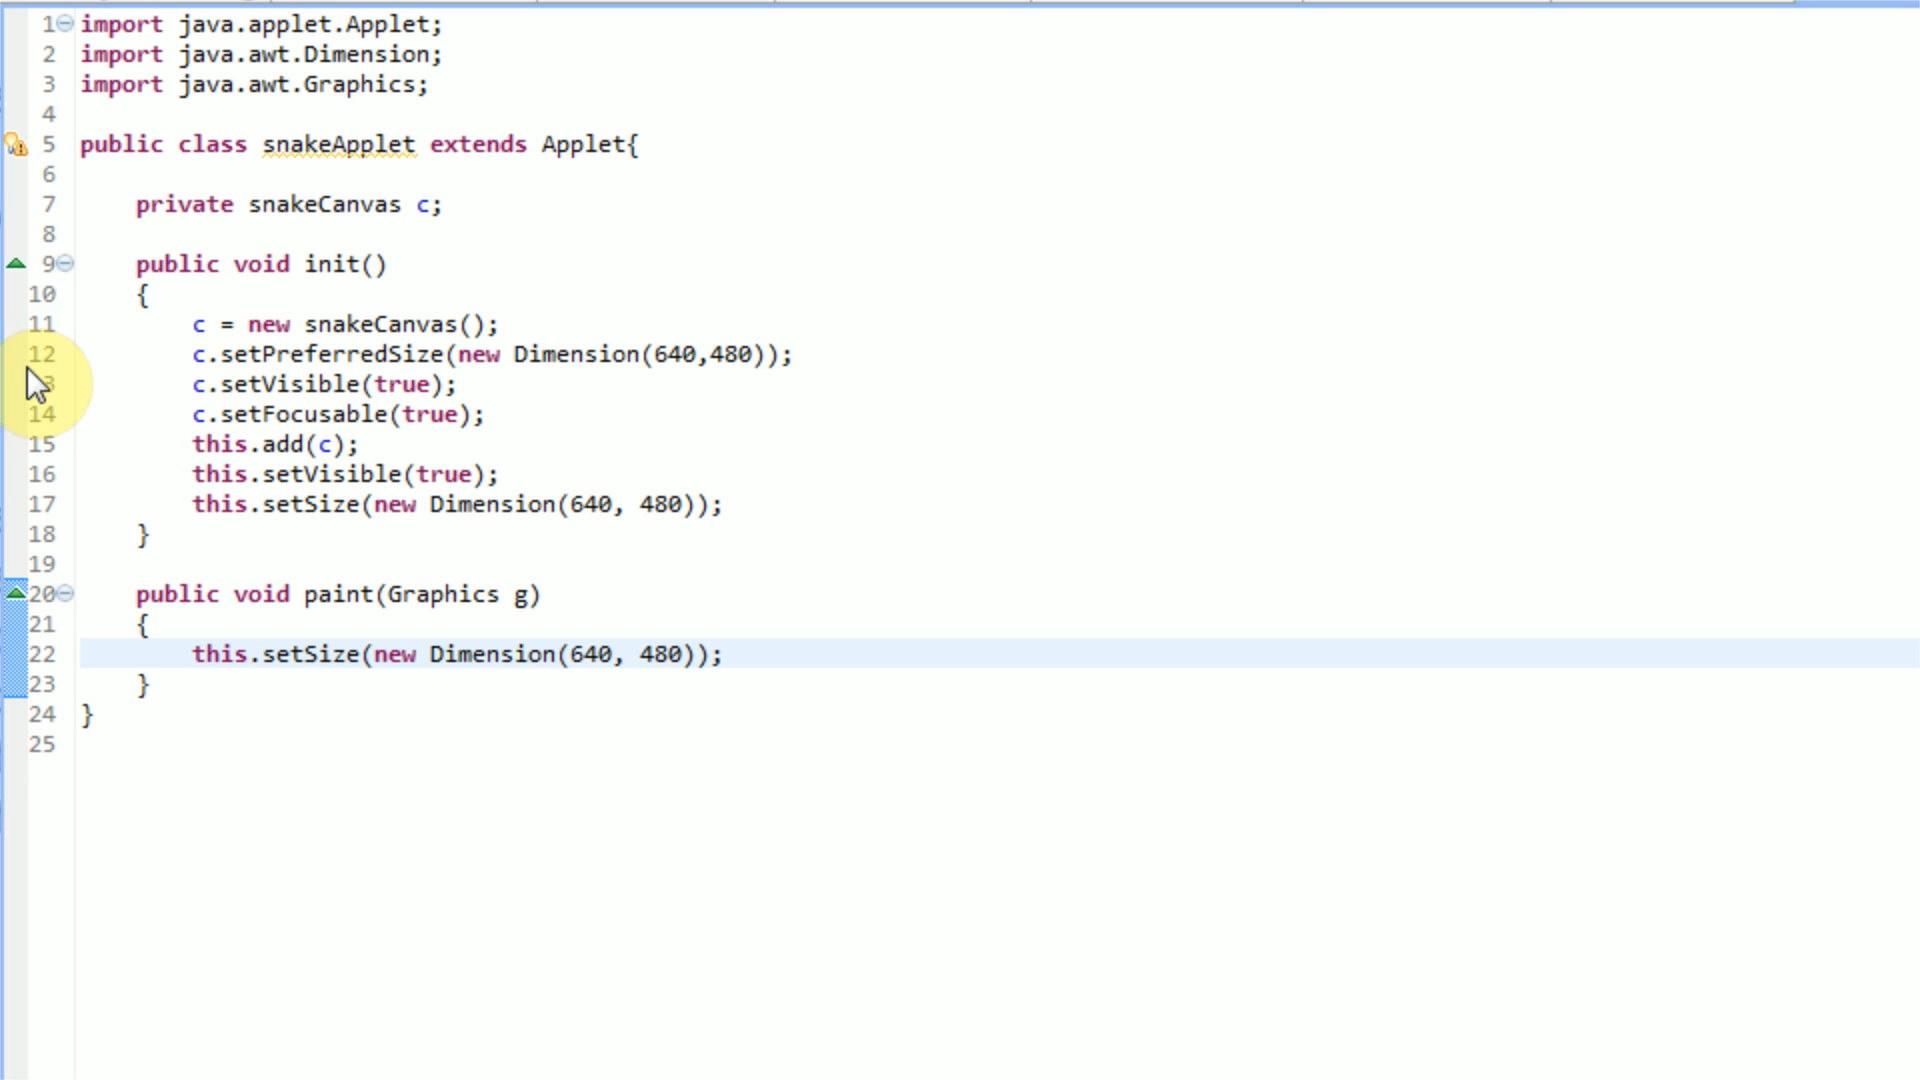 1 import java.applet.Applet;
2 import java.awt.Dimension;
3 import java.awt.Graphics;
4
5 public class snakeApplet extends Applet{
6
7     private snakeCanvas c;
8
9     public void init()
10     {
11         c = new snakeCanvas();
12         c.setPreferredSize(new Dimension(640,480));
3         c.setVisible(true);
14         c.setFocusable(true);
15         this.add(c);
16         this.setVisible(true);
17         this.setSize(new Dimension(640, 480));
18     }
19
20     public void paint(Graphics g)
21     {
22         this.setSize(new Dimension(640, 480));
23     }
24 }
25